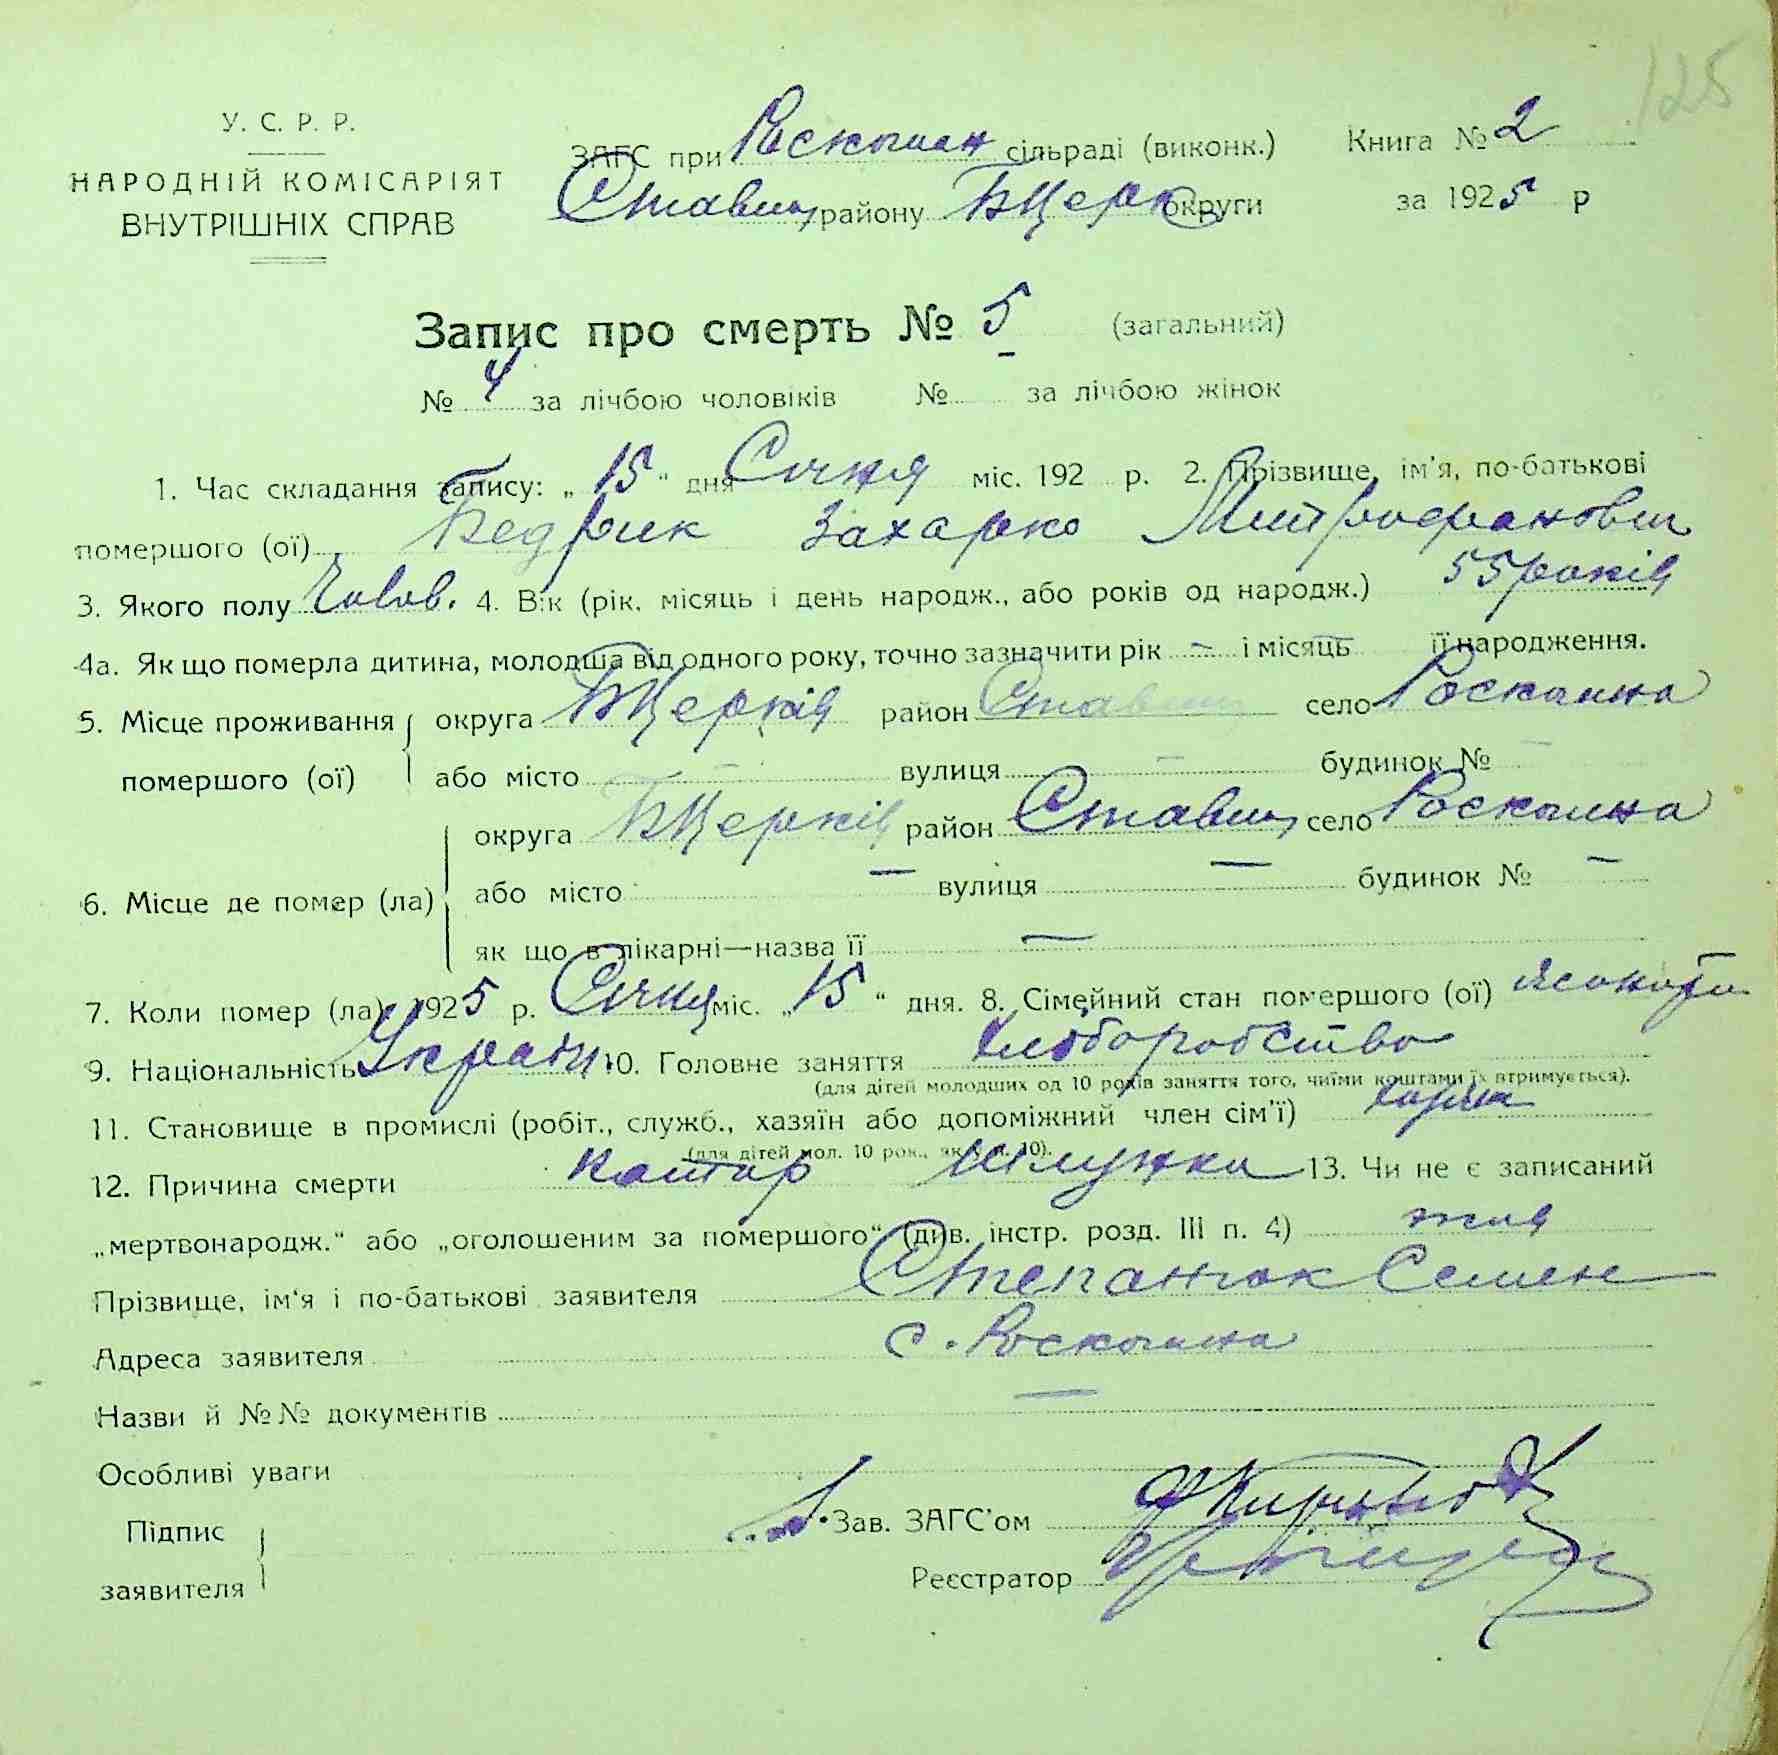 125
У. С. Р. Р.
НАРОДНІЙ КОМІСАРІЯТ
ВНУТРІШНІХ СПРАВ
ЗАГС при Роскошан сільраді (виконк.) Книга № 2
Ставищ району БЦерк округи за 1925 р
Запис про смерть № 5 (загальний)
№ 4 за лічбою чоловіків № за лічбою жінок
1. Час складання запису: „ 15 “ дня Січня міс. 192 р. 2. Прізвище, ім'я, по-батькові
помершого (ої) Бедрик Захарко Митрофанович
3. Якого полу Чолов. 4. Вік (рік, місяць і день народж., або років од народж.) 55 років
4а. Як що померла дитина, молодша від одного року, точно зазначити рік — і місяць її народження.
5. Місце проживання округа БЦерків район Ставищ село Роскошна
помершого (ої) або місто — вулиця — будинок № —
округа БЦерків район Ставищ село Роскошна
6. Місце де помер (ла) або місто — вулиця — будинок № —
як що в лікарні—назва її —
7. Коли помер (ла) 1925 р. Січня міс. „ 15 “ дня. 8. Сімейний стан помершого (ої)
9. Національність Україн 10. Головне заняття хліборобство
(для дітей молодших од 10 років заняття того, чиїми коштами їх втримується).
11. Становище в промислі (робіт., служб., хазяїн або допоміжний член сім'ї)
(для дітей мол. 10 рок., як в п. 10).
12. Причина смерти катар шлунка 13. Чи не є записаний
„мертвонародж.“ або „оголошеним за помершого“ (див. інстр. розд. III п. 4)
Прізвище, ім'я і по-батькові заявителя Степанюк Семен
Адреса заявителя с. Роскошна
Назви й №№ документів —
Особливі уваги
Підпис Зав. ЗАГС'ом
заявителя Реєстратор